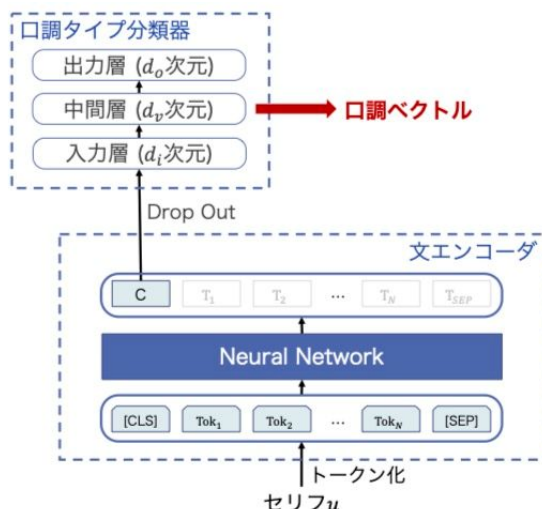 口調タイプ分類器
出力層 (d_o次元)
中間層 (d_v次元)
口調ベクトル
入力層 (d_i次元)
Drop Out
文エンコーダ
C T_1 T_2 ... T_N T_SEP
Neural Network
[CLS] Tok_1 Tok_2 ... Tok_N [SEP]
トークン化
セリフu